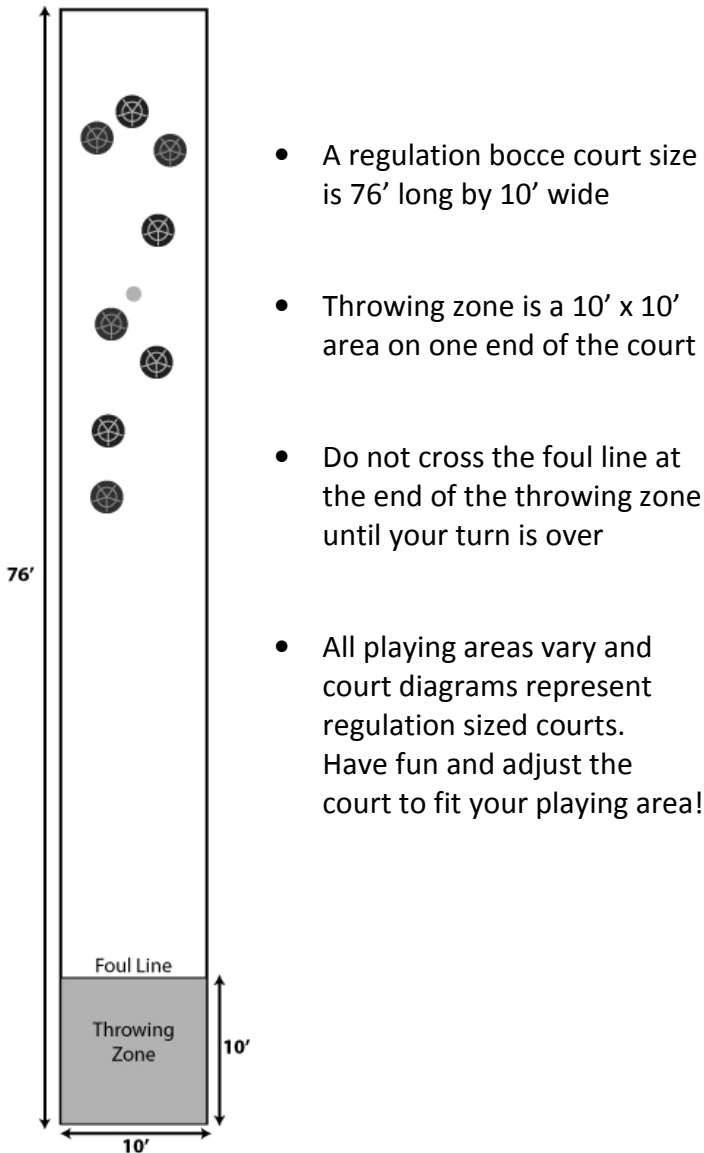 • A regulation bocce court size
is 76’ long by 10’ wide
• Throwing zone is a 10’ x 10’
area on one end of the court
• Do not cross the foul line at
the end of the throwing zone
until your turn is over
• All playing areas vary and
court diagrams represent
regulation sized courts.
Have fun and adjust the
court to fit your playing area!
76’
Foul Line
Throwing
Zone
10’
10’